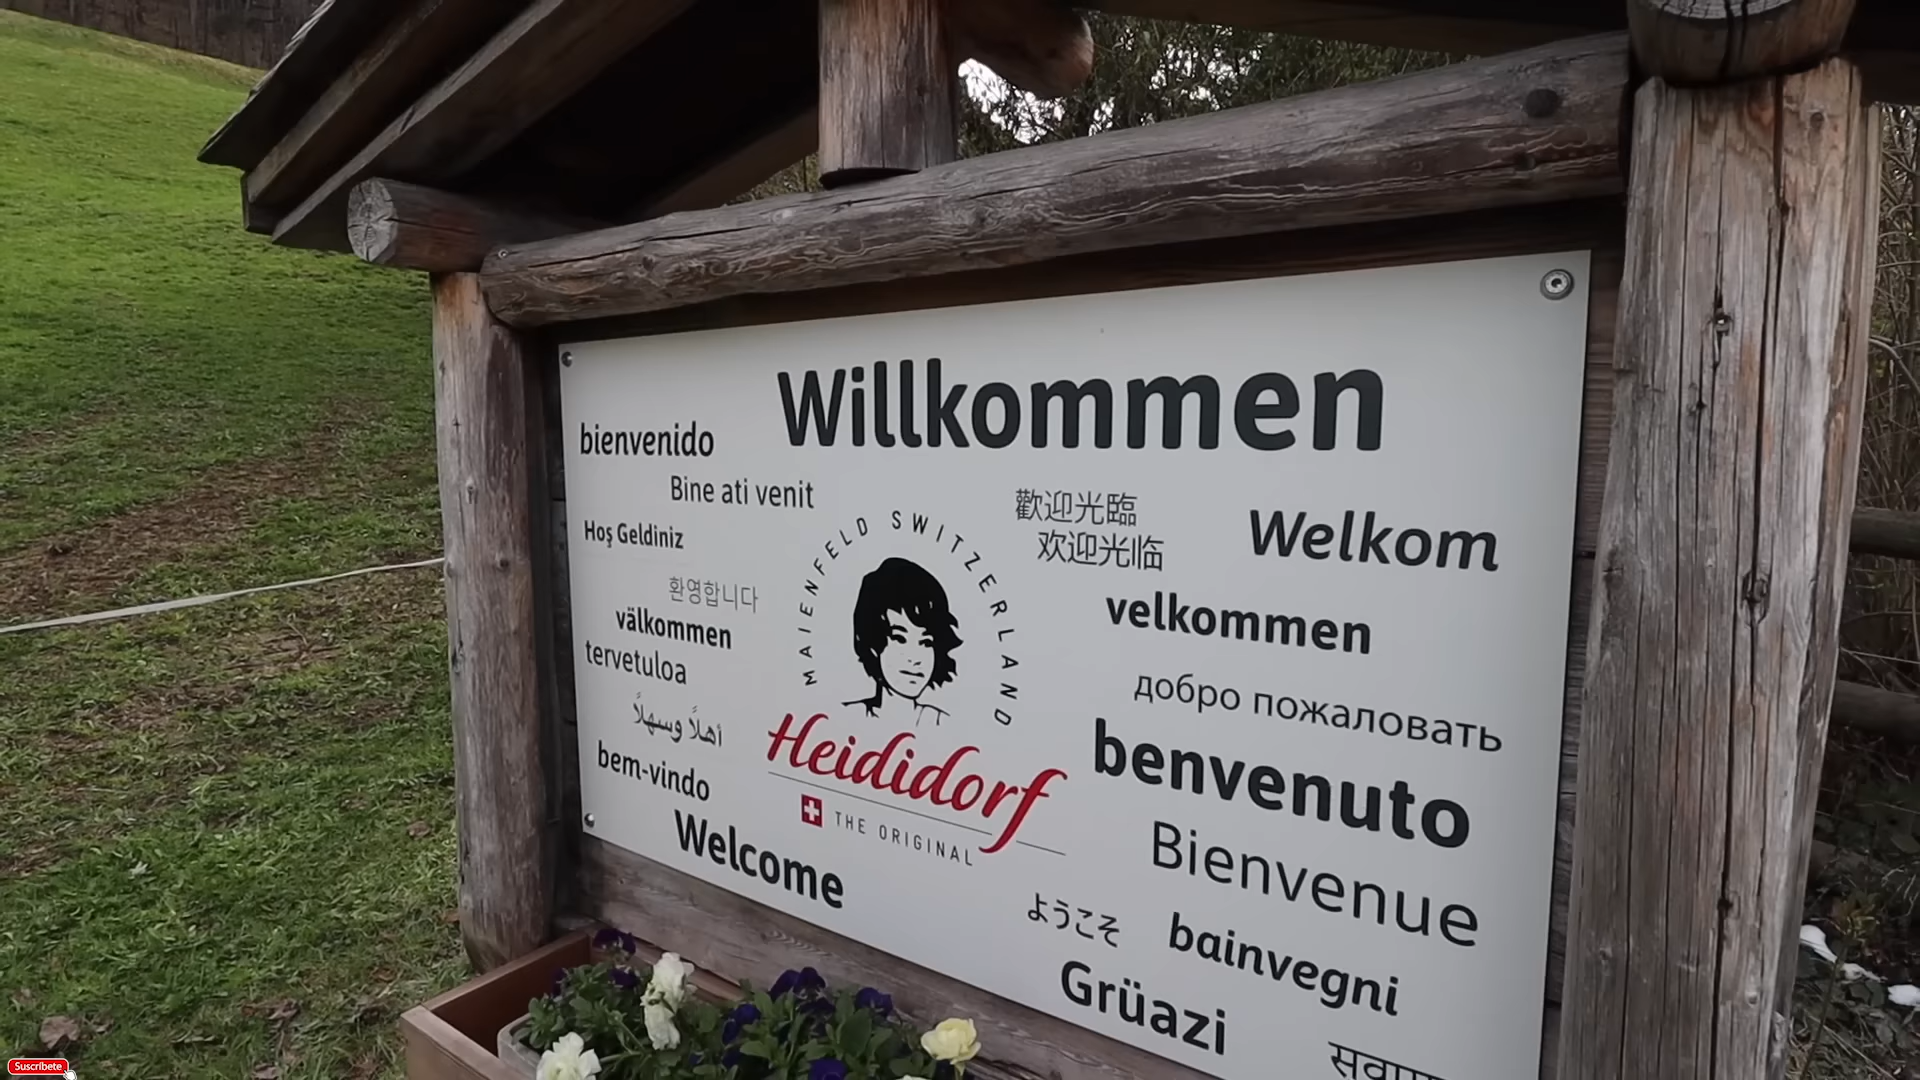 Willkommen
bienvenido
Bine ati venit
歡迎光臨
欢迎光临
Welkom
Hoş Geldiniz
환영합니다
välkommen
tervetuloa
أهلاً وسهلاً
bem-vindo
Welcome
MAIENFELD SWITZERLAND
Heididorf
THE ORIGINAL
velkommen
добро пожаловать
benvenuto
Bienvenue
ようこそ
bainvegni
Grüazi
Suscríbete